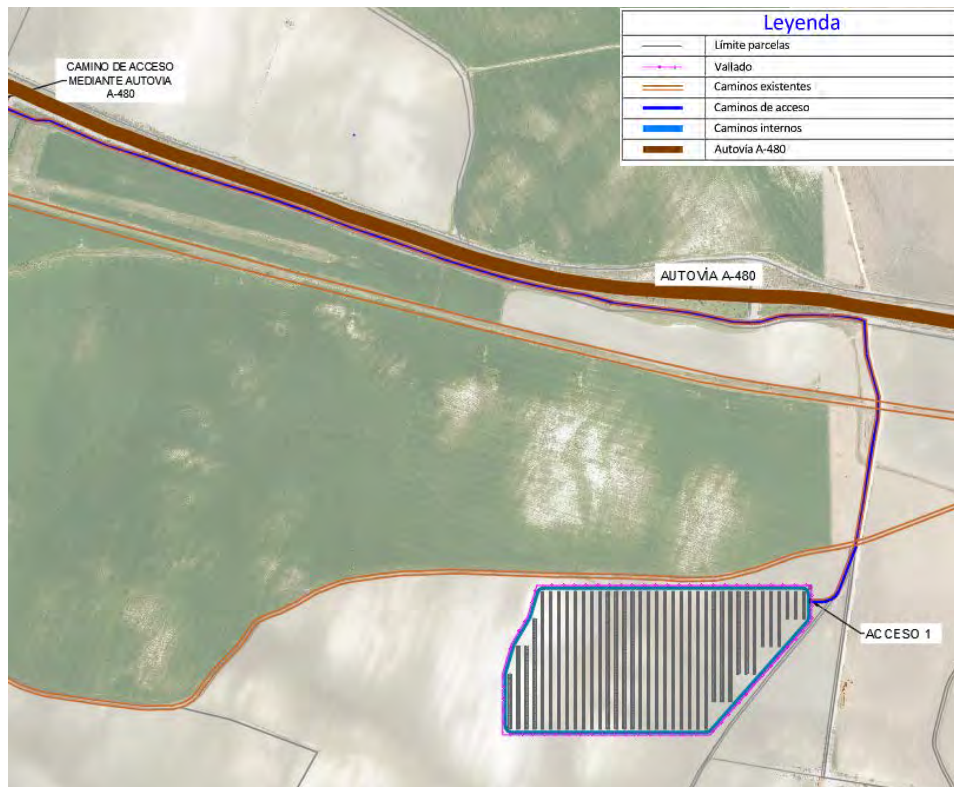 Leyenda
Límite parcelas
Vallado
Caminos existentes
Caminos de acceso
Caminos internos
Autovía A-480
CAMINO DE ACCESO
MEDIANTE AUTOVIA
A-480
AUTOVÍA A-480
ACCESO 1